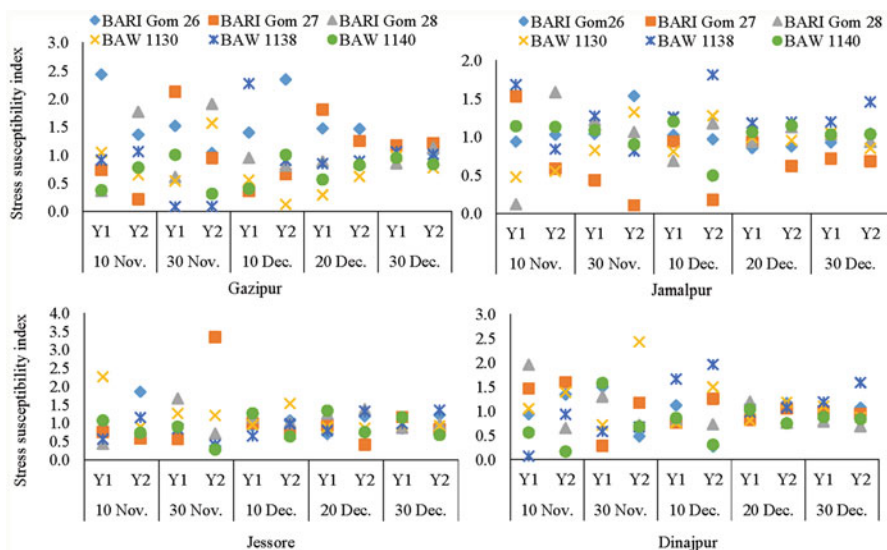 BARI Gom26 BARI Gom 27 BARI Gom 28
BAW 1130 BAW 1138 BAW 1140
Stress susceptibility index
3.0
2.5
2.0
1.5
1.0
0.5
0.0
Y1 Y2 Y1 Y2 Y1 Y2 Y1 Y2 Y1 Y2
10 Nov. 30 Nov. 10 Dec. 20 Dec. 30 Dec.
Gazipur
BARI Gom26 BARI Gom 27 BARI Gom 28
BAW 1130 BAW 1138 BAW 1140
Stress susceptibility index
2.0
1.5
1.0
0.5
0.0
Y1 Y2 Y1 Y2 Y1 Y2 Y1 Y2 Y1 Y2
10 Nov. 30 Nov. 10 Dec. 20 Dec. 30 Dec.
Jamalpur
Stress susceptibility index
4.0
3.5
3.0
2.5
2.0
1.5
1.0
0.5
0.0
Y1 Y2 Y1 Y2 Y1 Y2 Y1 Y2 Y1 Y2
10 Nov. 30 Nov. 10 Dec. 20 Dec. 30 Dec.
Jessore
3.0
2.5
2.0
1.5
1.0
0.5
0.0
Y1 Y2 Y1 Y2 Y1 Y2 Y1 Y2 Y1 Y2
10 Nov. 30 Nov. 10 Dec. 20 Dec. 30 Dec.
Dinajpur